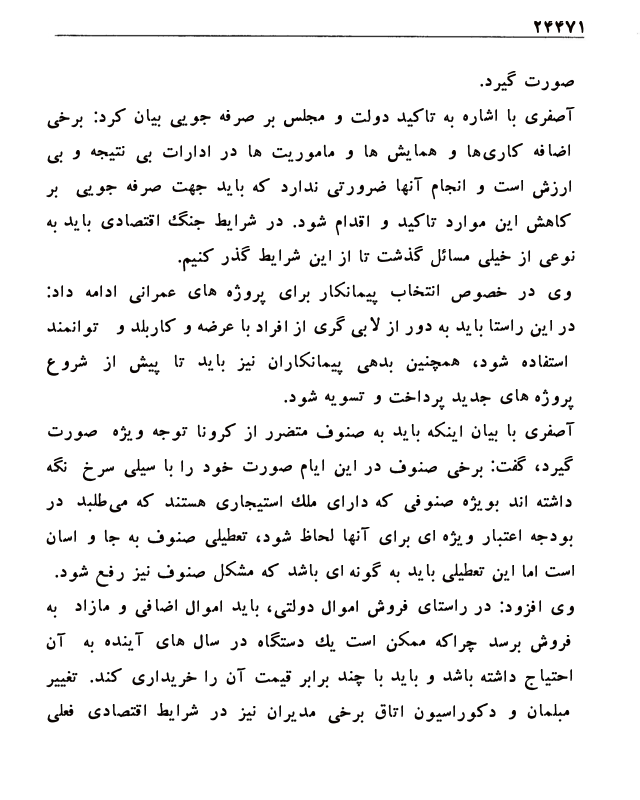 ۲۴۴۷۱
صورت گیرد.
آصفری با اشاره به تاکید دولت و مجلس بر صرفه جویی بیان کرد: برخی
اضافه کاری‌ها و همایش ها و ماموریت ها در ادارات بی نتیجه و بی
ارزش است و انجام آنها ضرورتی ندارد که باید جهت صرفه جویی بر
کاهش این موارد تاکید و اقدام شود. در شرایط جنگ اقتصادی باید به
نوعی از خیلی مسائل گذشت تا از این شرایط گذر کنیم.
وی در خصوص انتخاب پیمانکار برای پروژه های عمرانی ادامه داد:
در این راستا باید به دور از لابی گری از افراد با عرضه و کاربلد و توانمند
استفاده شود، همچنین بدهی پیمانکاران نیز باید تا پیش از شروع
پروژه های جدید پرداخت و تسویه شود.
آصفری با بیان اینکه باید به صنوف متضرر از کرونا توجه ویژه صورت
گیرد، گفت: برخی صنوف در این ایام صورت خود را با سیلی سرخ نگه
داشته اند بویژه صنوفی که دارای ملك استیجاری هستند که می‌طلبد در
بودجه اعتبار ویژه ای برای آنها لحاظ شود، تعطیلی صنوف به جا و اسان
است اما این تعطیلی باید به گونه ای باشد که مشکل صنوف نیز رفع شود.
وی افزود: در راستای فروش اموال دولتی، باید اموال اضافی و مازاد به
فروش برسد چراکه ممکن است یك دستگاه در سال های آینده به آن
احتیاج داشته باشد و باید با چند برابر قیمت آن را خریداری کند. تغییر
مبلمان و دکوراسیون اتاق برخی مدیران نیز در شرایط اقتصادی فعلی